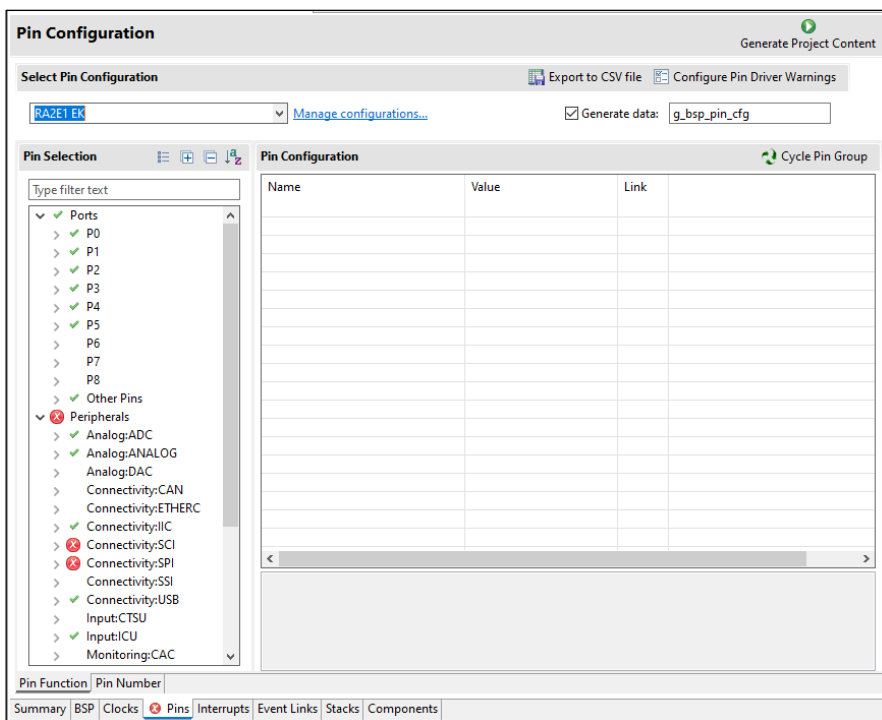 Pin Configuration
Generate Project Content
Select Pin Configuration
Export to CSV file
Configure Pin Driver Warnings
RA2E1 EK
Manage configurations...
Generate data:
g_bsp_pin_cfg
Pin Selection
Pin Configuration
Cycle Pin Group
Type filter text
Name Value Link
Ports
P0
P1
P2
P3
P4
P5
P6
P7
P8
Other Pins
Peripherals
Analog:ADC
Analog:ANALOG
Analog:DAC
Connectivity:CAN
Connectivity:ETHERC
Connectivity:IIC
Connectivity:SCI
Connectivity:SPI
Connectivity:SSI
Connectivity:USB
Input:CTSU
Input:ICU
Monitoring:CAC
Pin Function Pin Number
Summary BSP Clocks Pins Interrupts Event Links Stacks Components